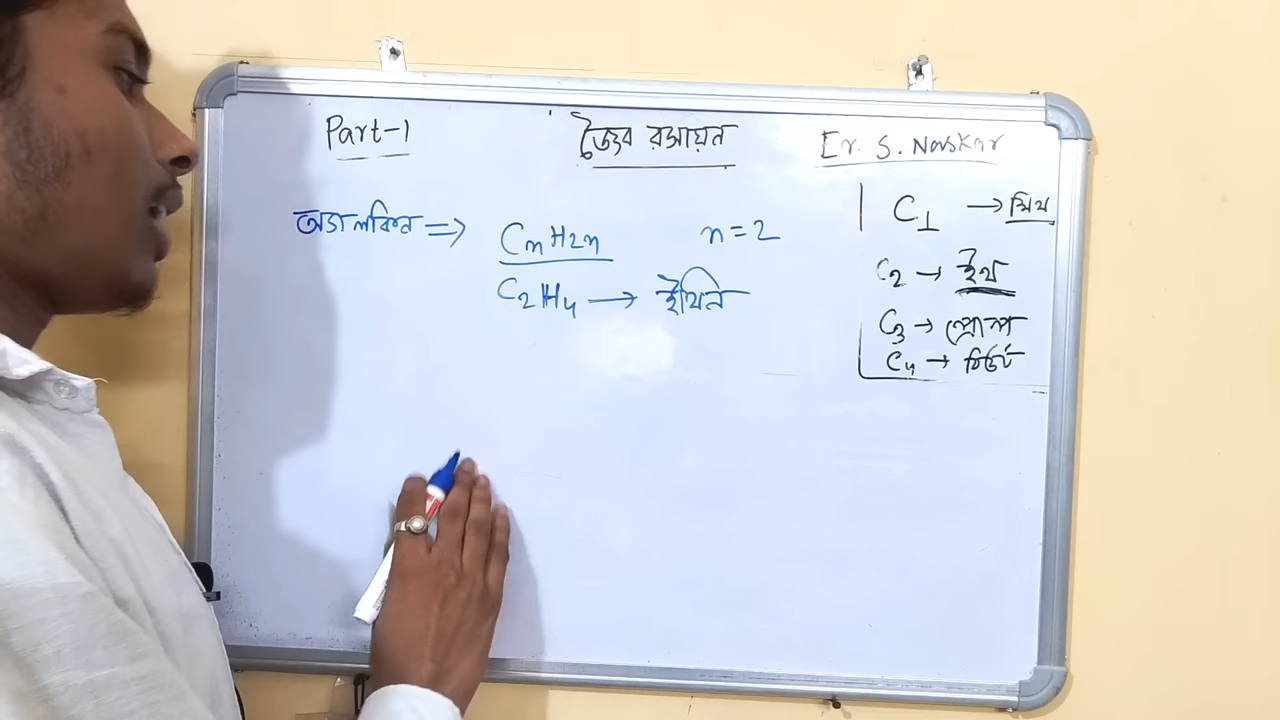 Part-1
জৈব রসায়ন
Er. S. Naskar
অ্যালকিন => CnH2n n=2
C2H4 → ইথিন
C1 → মিথ
C2 → ইথ
C3 → প্রোপ
C4 → বিউট